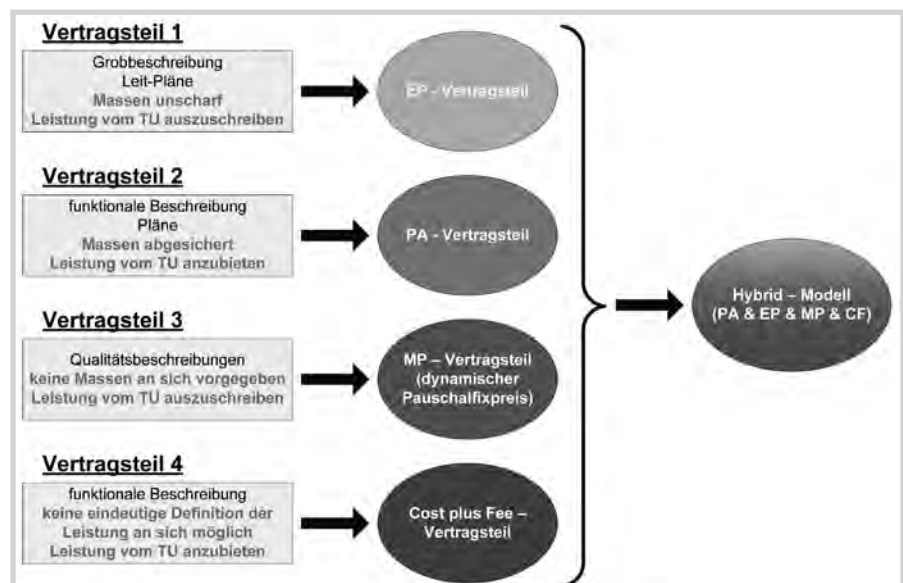 Vertragsteil 1
Grobbeschreibung
Leit-Pläne
Massen unscharf
Leistung vom TU auszuschreiben
EP - Vertragsteil
Vertragsteil 2
funktionale Beschreibung
Pläne
Massen abgesichert
Leistung vom TU anzubieten
PA - Vertragsteil
Vertragsteil 3
Qualitätsbeschreibungen
keine Massen an sich vorgegeben
Leistung vom TU auszuschreiben
MP – Vertragsteil
(dynamischer
Pauschalfixpreis)
Vertragsteil 4
funktionale Beschreibung
keine eindeutige Definition der
Leistung an sich möglich
Leistung vom TU anzubieten
Cost plus Fee –
Vertragsteil
Hybrid – Modell
(PA & EP & MP & CF)